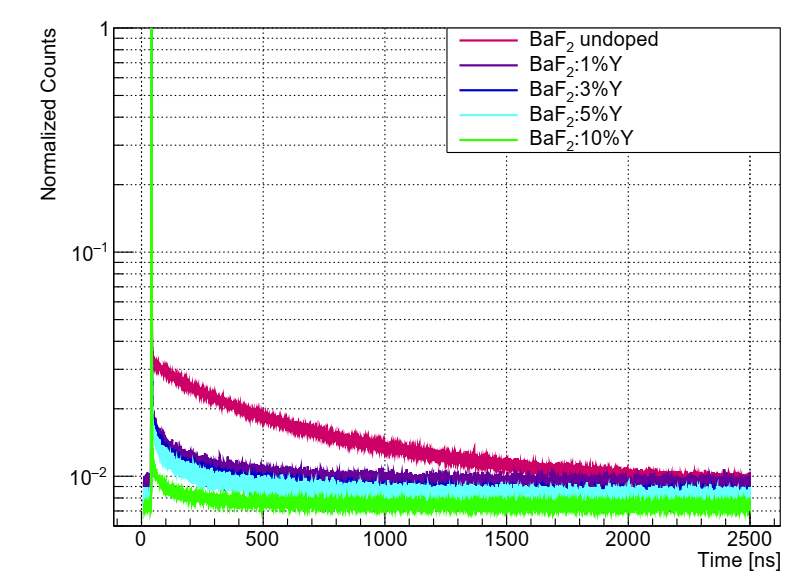 Normalized Counts
1
10⁻¹
10⁻²
BaF₂ undoped
BaF₂:1%Y
BaF₂:3%Y
BaF₂:5%Y
BaF₂:10%Y
0 500 1000 1500 2000 2500
Time [ns]